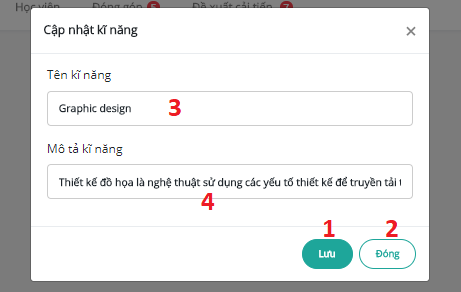 Học viên Đóng góp 5 Đề xuất cải tiến 7
Cập nhật kĩ năng ×
Tên kĩ năng
Graphic design 3
Mô tả kĩ năng
Thiết kế đồ họa là nghệ thuật sử dụng các yếu tố thiết kế để truyền tải t
4
1 2
Lưu Đóng